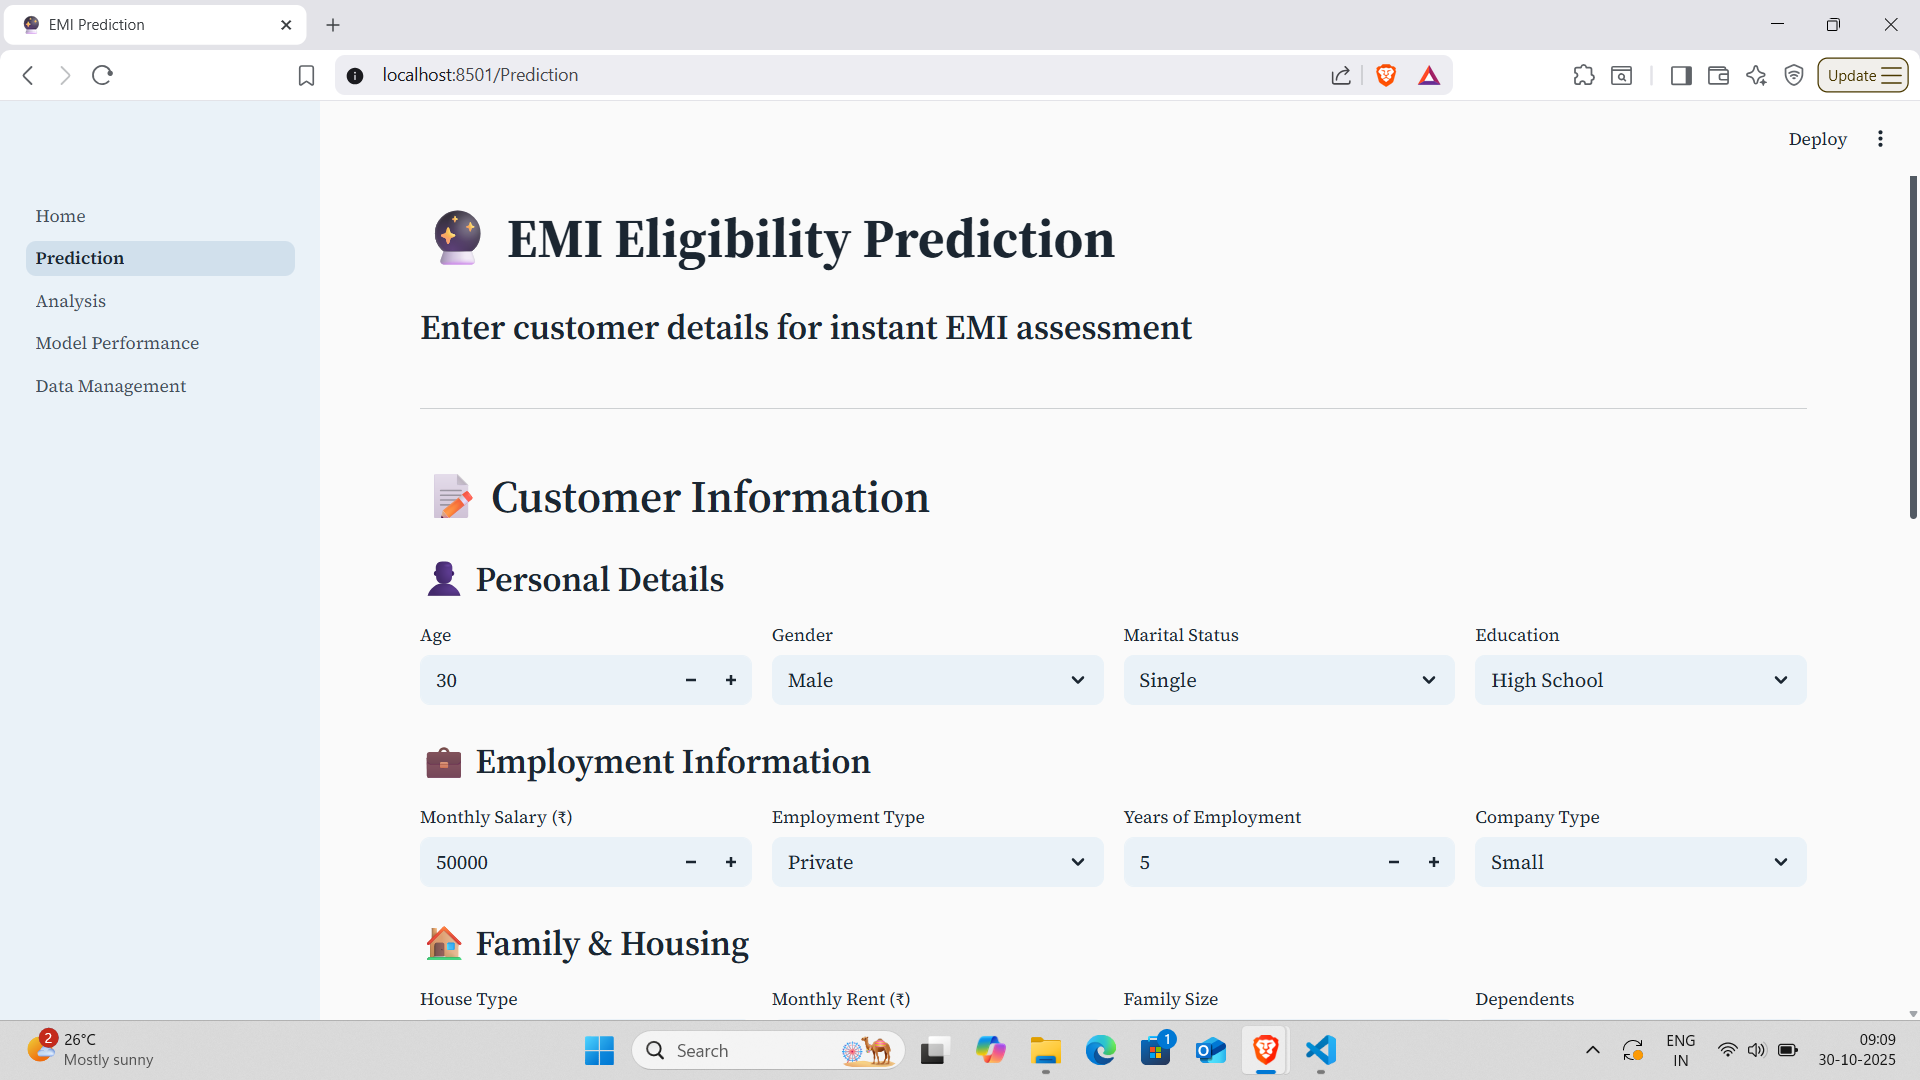 EMI Prediction
localhost:8501/Prediction
Update
Deploy
Home
Prediction
Analysis
Model Performance
Data Management
EMI Eligibility Prediction
Enter customer details for instant EMI assessment
Customer Information
Personal Details
Age Gender Marital Status Education
30 Male Single High School
Employment Information
Monthly Salary (₹) Employment Type Years of Employment Company Type
50000 Private 5 Small
Family & Housing
House Type Monthly Rent (₹) Family Size Dependents
2
26°C
Mostly sunny
Search
1
ENG
IN
09:09
30-10-2025